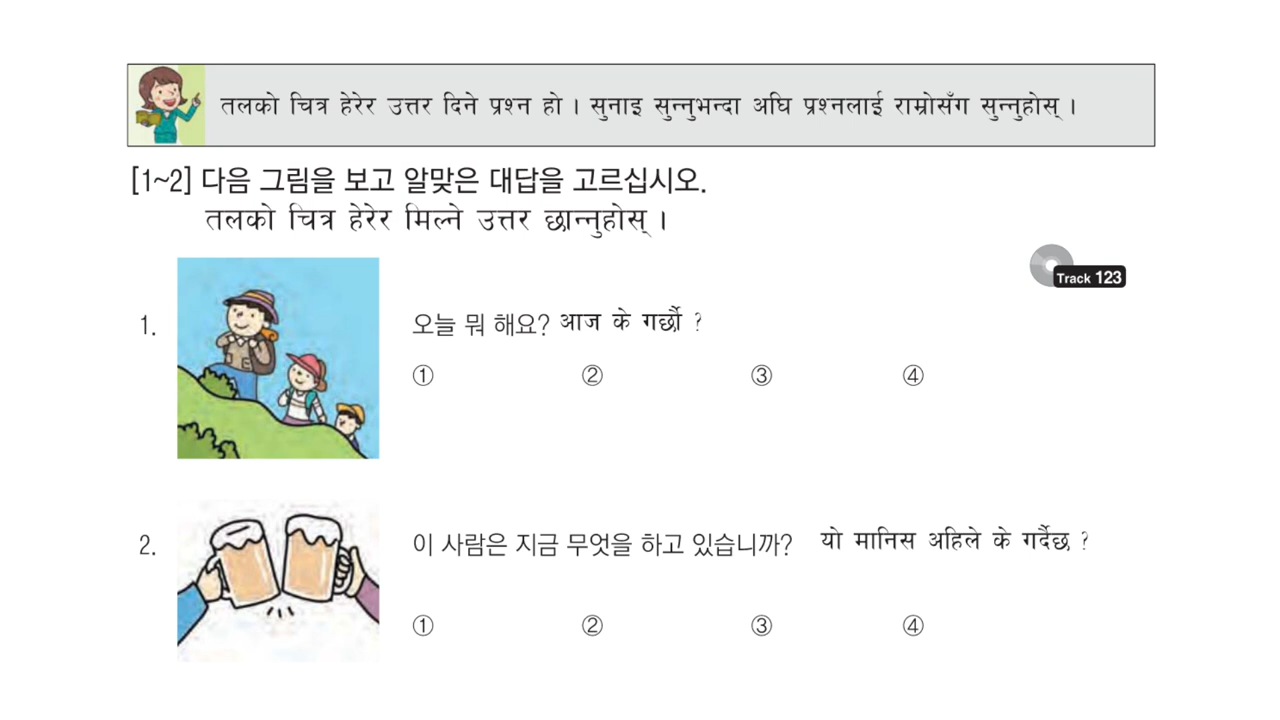 तलको चित्र हेरेर उत्तर दिने प्रश्न हो । सुनाइ सुन्नुभन्दा अघि प्रश्नलाई राम्रोसँग सुन्नुहोस् ।
[1~2] 다음 그림을 보고 알맞은 대답을 고르십시오.
तलको चित्र हेरेर मिल्ने उत्तर छान्नुहोस् ।
Track 123
1. 오늘 뭐 해요? आज के गर्छौ ?
① ② ③ ④
2. 이 사람은 지금 무엇을 하고 있습니까? यो मानिस अहिले के गर्दैछ ?
① ② ③ ④